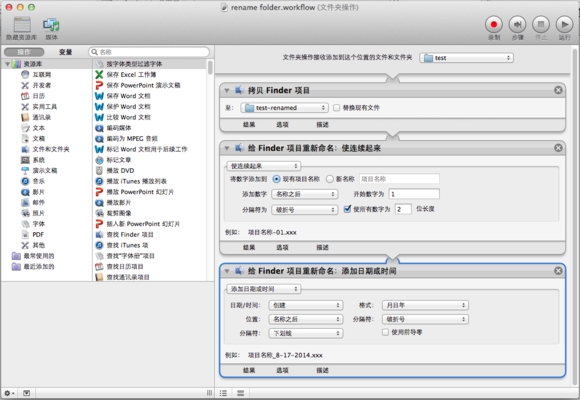 rename folder.workflow (文件夹操作)
隐藏资源库
媒体
录制
步骤
停止
运行
操作
变量
名称
文件夹操作接收添加到这个位置的文件和文件夹
test
资源库
互联网
开发者
日历
实用工具
通讯录
文本
文稿
文件和文件夹
系统
演示文稿
音乐
影片
邮件
照片
字体
PDF
其他
最常使用的
最近添加的
按字体类型过滤字体
保存 Excel 工作簿
保存 PowerPoint 演示文稿
保存 Word 文档
保护 Word 文档
比较 Word 文档
编码媒体
编码为 MPEG 音频
标记 Word 文档用于后续工作
标记文章
播放 DVD
播放 iTunes 播放列表
播放 PowerPoint 幻灯片
播放影片
裁剪图像
插入新 PowerPoint 幻灯片
查找 Finder 项目
查找 iTunes 项
查找“字体册”项目
查找日历项目
查找通讯录项目
拷贝 Finder 项目
至：
test-renamed
替换现有文件
结果 选项 描述
给 Finder 项目重新命名：使连续起来
使连续起来
将数字添加到 现有项目名称 新名称 项目名称
添加数字 名称之后 开始数字为 1
分隔符为 破折号 使所有数字为 2 位长度
例如： 项目名称-01.xxx
结果 选项 描述
给 Finder 项目重新命名：添加日期或时间
添加日期或时间
日期/时间： 创建 格式： 月日年
位置： 名称之后 分隔符： 破折号
分隔符： 下划线 使用前导零
例如： 项目名称_8-17-2014.xxx
结果 选项 描述